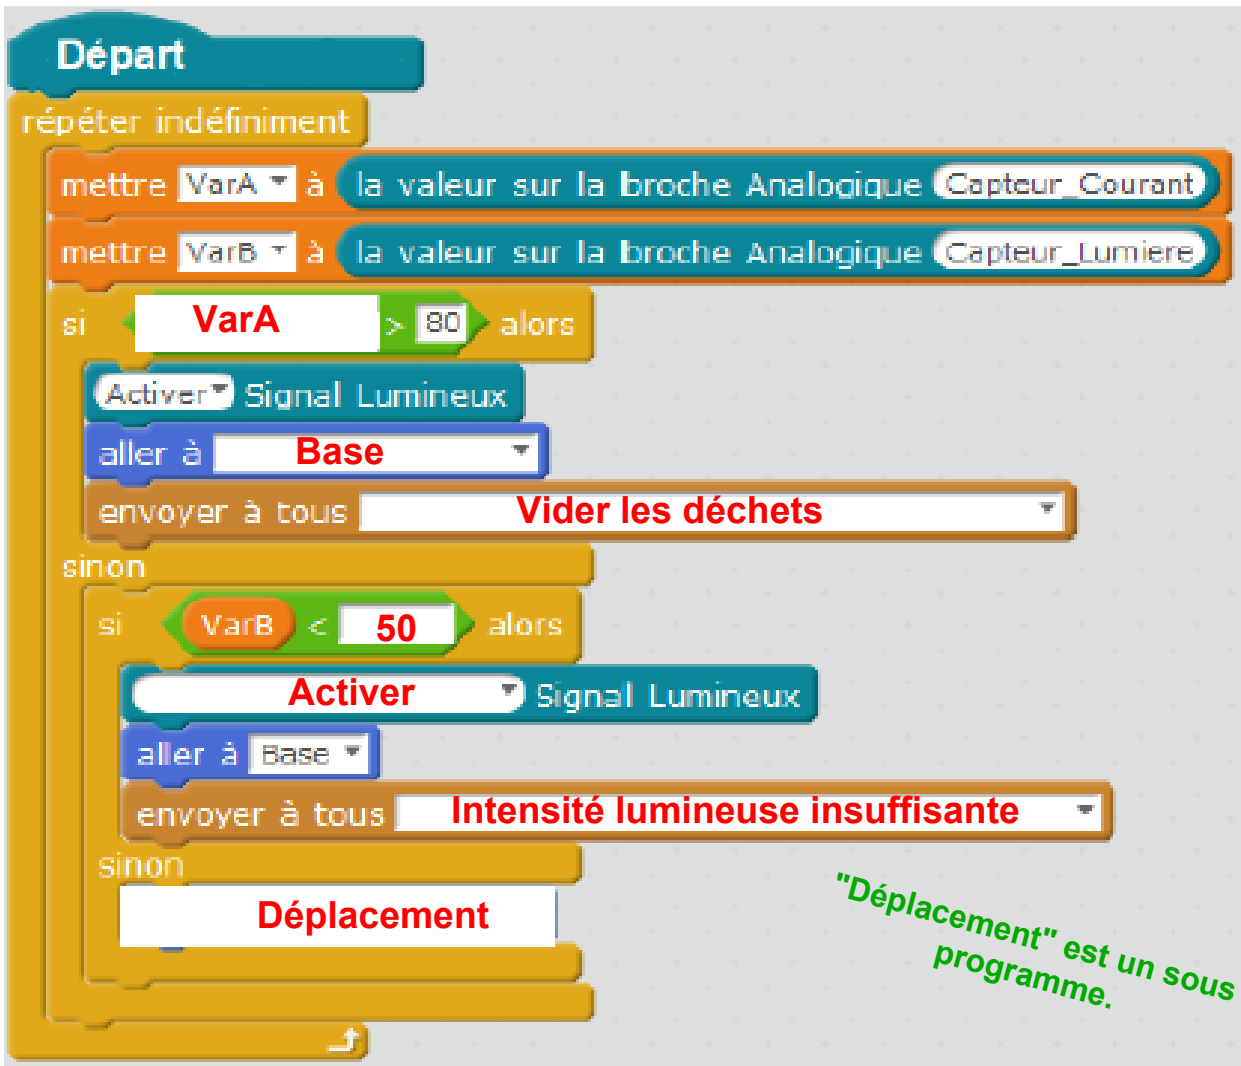 Départ
répéter indéfiniment
mettre VarA à la valeur sur la broche Analogique Capteur_Courant
mettre VarB à la valeur sur la broche Analogique Capteur_Lumiere
si VarA > 80 alors
Activer Signal Lumineux
aller à Base
envoyer à tous Vider les déchets
sinon
si VarB < 50 alors
Activer Signal Lumineux
aller à Base
envoyer à tous Intensité lumineuse insuffisante
sinon
Déplacement
"Déplacement" est un sous
programme.